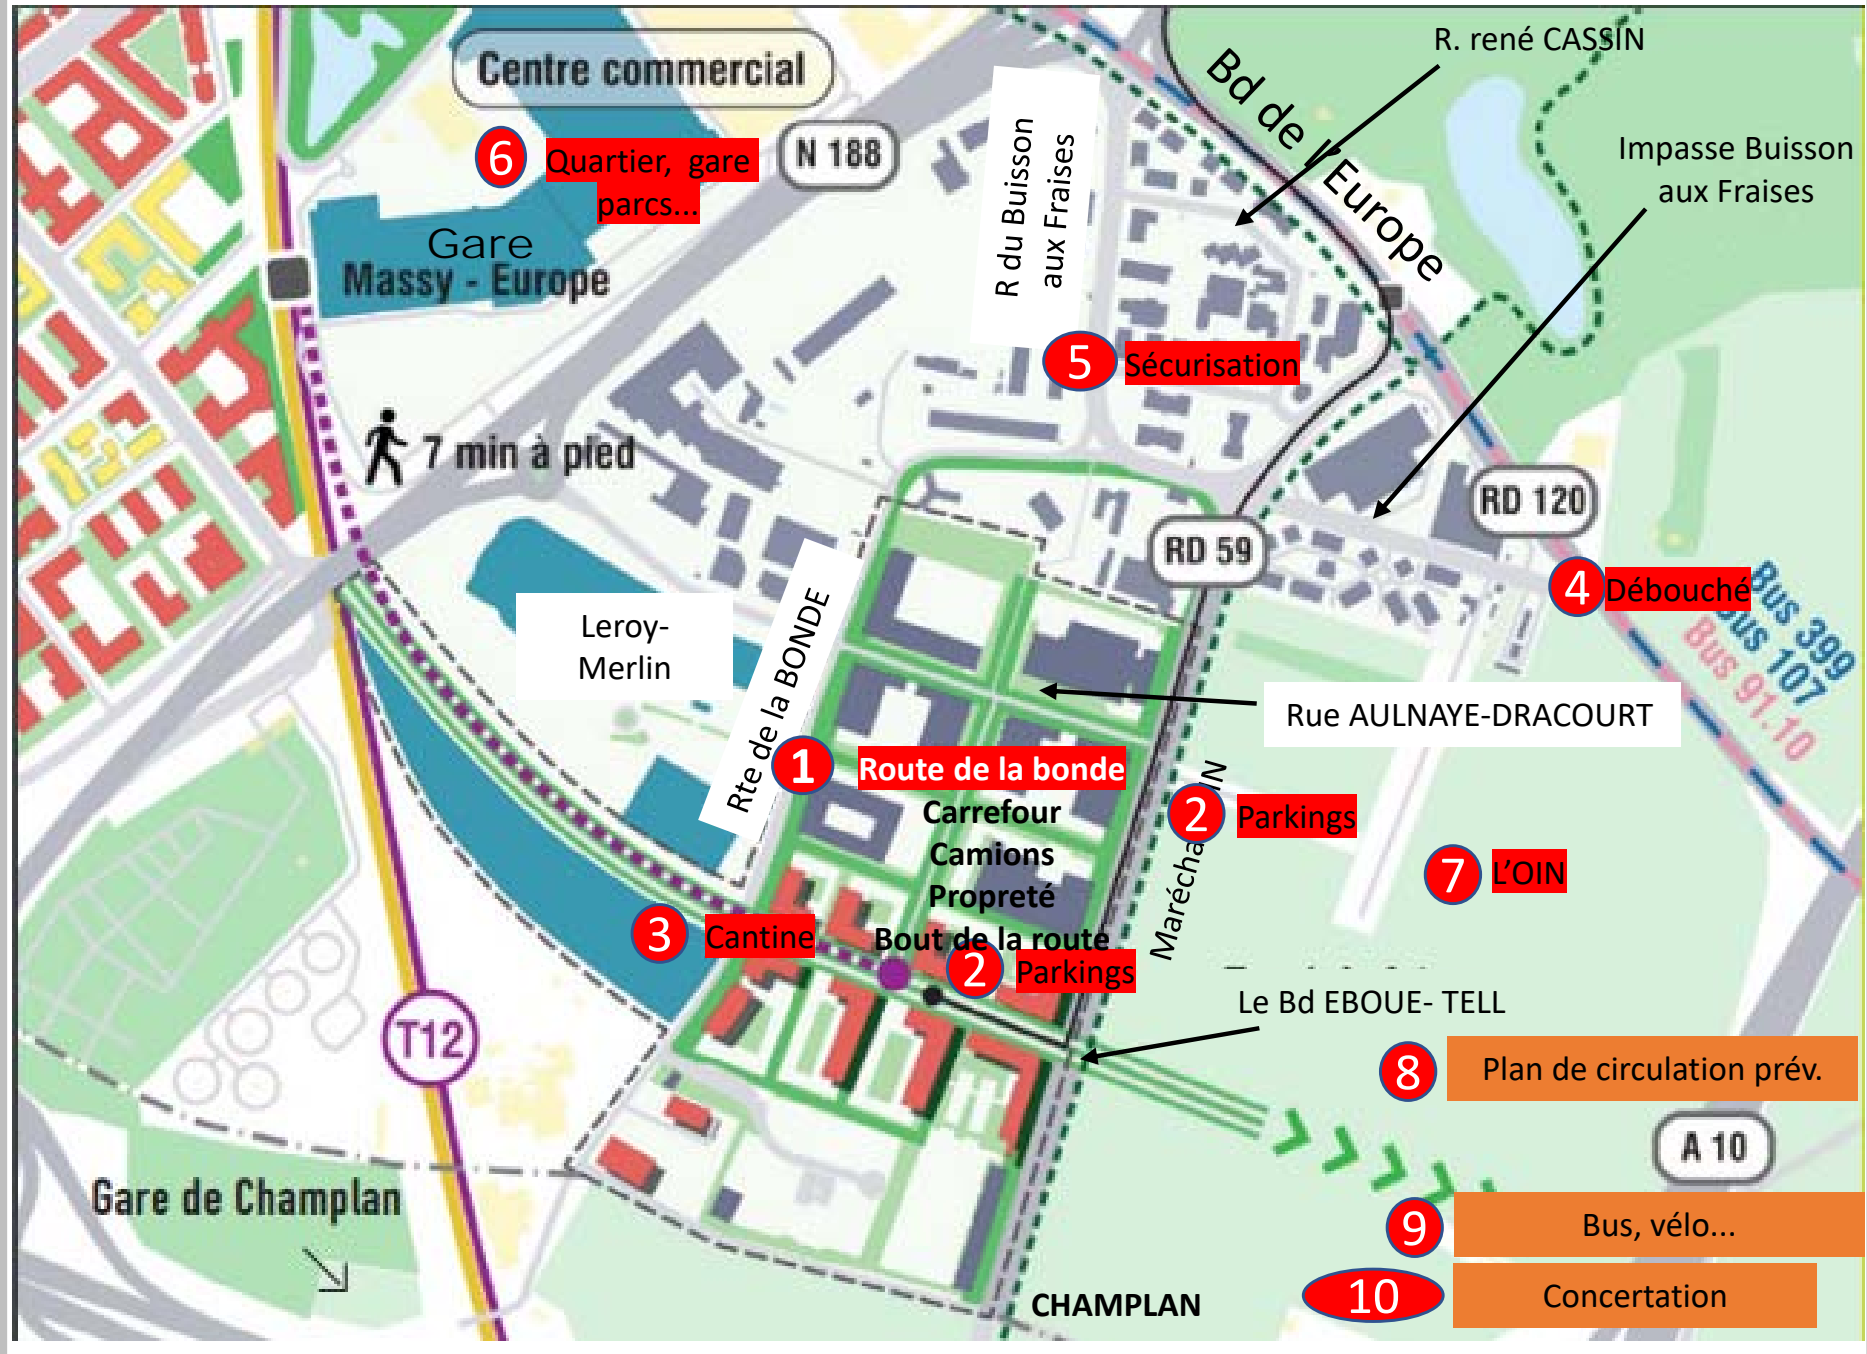 Centre commercial
6
Quartier, gare
parcs...
N 188
Gare
Massy - Europe
R du Buisson
aux Fraises
Bd de l'Europe
R. rené CASSIN
Impasse Buisson
aux Fraises
5
Sécurisation
7 min à pied
RD 120
RD 59
4
Débouché
Bus 399
Bus 107
Bus 91.10
Leroy-
Merlin
Rte de la BONDE
Rue AULNAYE-DRACOURT
1
Route de la bonde
Carrefour
Camions
Propreté
Bout de la route
2
Parkings
7
L'OIN
3
Cantine
2
Parkings
Le Bd EBOUE- TELL
T12
8
Plan de circulation prév.
A 10
Gare de Champlan
9
Bus, vélo...
10
Concertation
CHAMPLAN